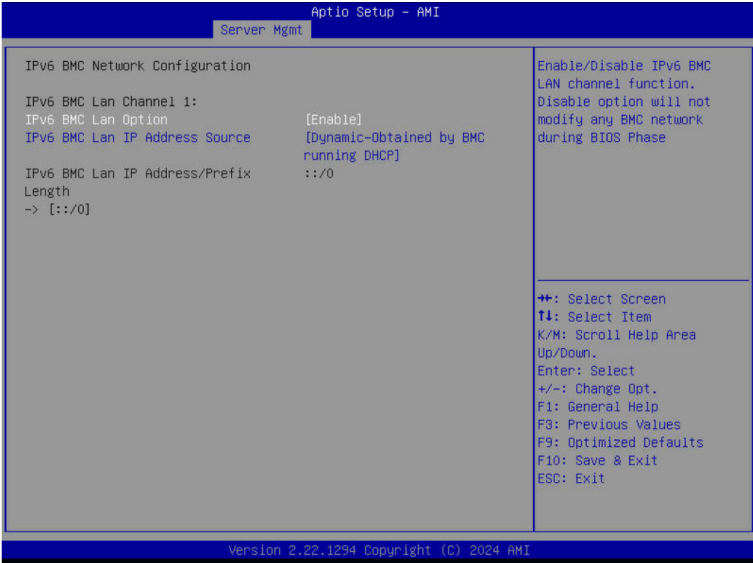 Aptio Setup – AMI
Server Mgmt
IPv6 BMC Network Configuration
IPv6 BMC Lan Channel 1:
IPv6 BMC Lan Option [Enable]
IPv6 BMC Lan IP Address Source [Dynamic-Obtained by BMC
running DHCP]
IPv6 BMC Lan IP Address/Prefix ::/0
Length
-> [::/0]
Enable/Disable IPv6 BMC
LAN channel function.
Disable option will not
modify any BMC network
during BIOS Phase
→←: Select Screen
↑↓: Select Item
K/M: Scroll Help Area
Up/Down.
Enter: Select
+/-: Change Opt.
F1: General Help
F3: Previous Values
F9: Optimized Defaults
F10: Save & Exit
ESC: Exit
Version 2.22.1294 Copyright (C) 2024 AMI